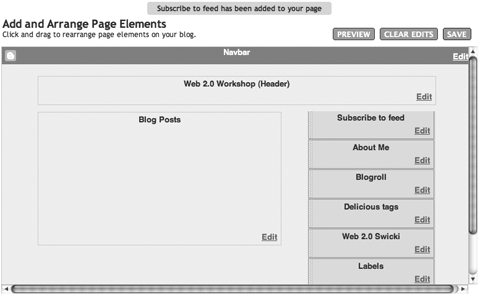 Subscribe to feed has been added to your page
Add and Arrange Page Elements
Click and drag to rearrange page elements on your blog.
PREVIEW CLEAR EDITS SAVE
Navbar
Edit
Web 2.0 Workshop (Header)
Edit
Blog Posts
Edit
Subscribe to feed
Edit
About Me
Edit
Blogroll
Edit
Delicious tags
Edit
Web 2.0 Swicki
Edit
Labels
Edit